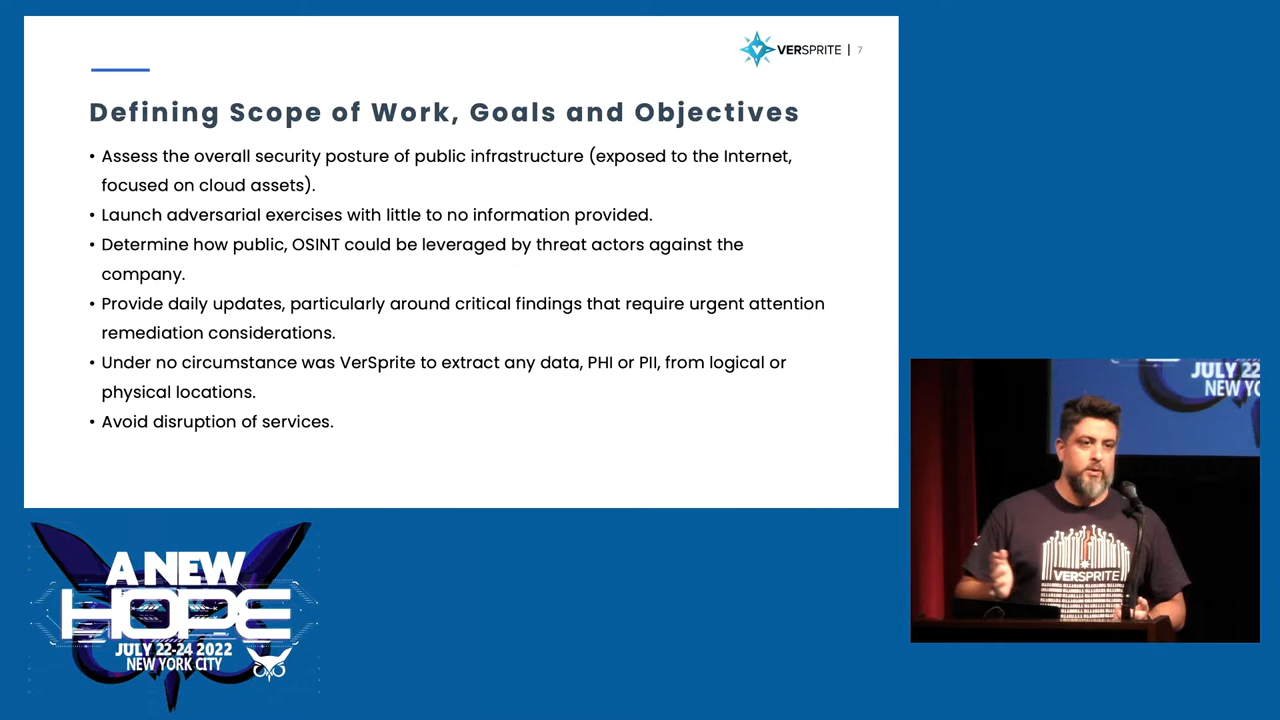 VERSPRITE | 7
Defining Scope of Work, Goals and Objectives
• Assess the overall security posture of public infrastructure (exposed to the Internet,
focused on cloud assets).
• Launch adversarial exercises with little to no information provided.
• Determine how public, OSINT could be leveraged by threat actors against the
company.
• Provide daily updates, particularly around critical findings that require urgent attention
remediation considerations.
• Under no circumstance was VerSprite to extract any data, PHI or PII, from logical or
physical locations.
• Avoid disruption of services.
A NEW
HOPE
JULY 22-24 2022
NEW YORK CITY
JULY 22
NEW YO
VERSPRITE